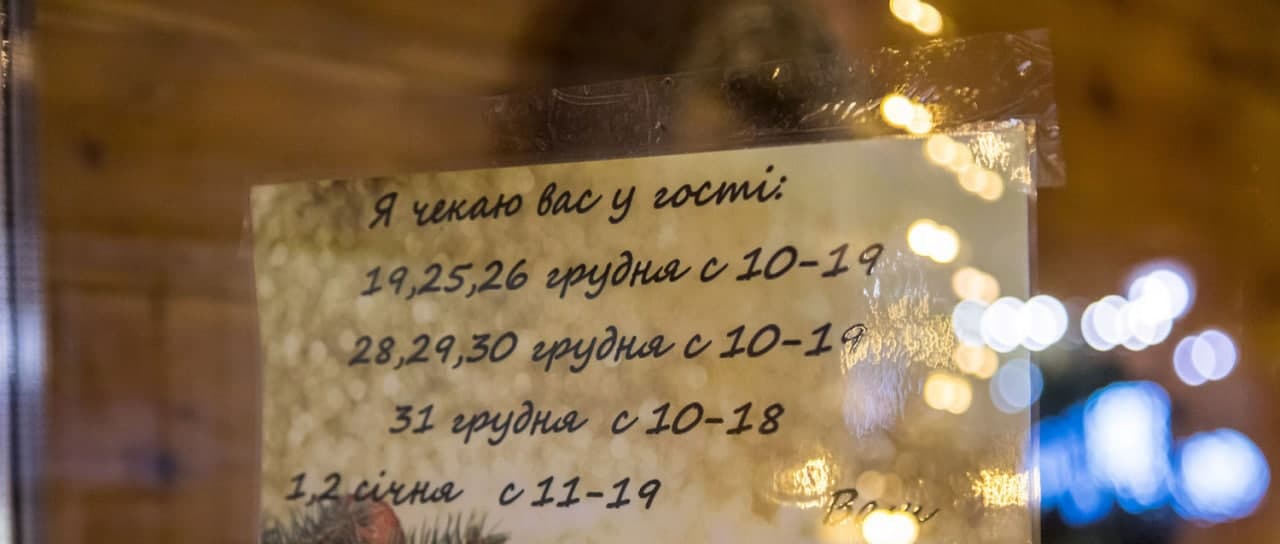 Я чекаю вас у гості:
19,25,26 грудня с 10-19
28,29,30 грудня с 10-19
31 грудня с 10-18
1,2 січня с 11-19